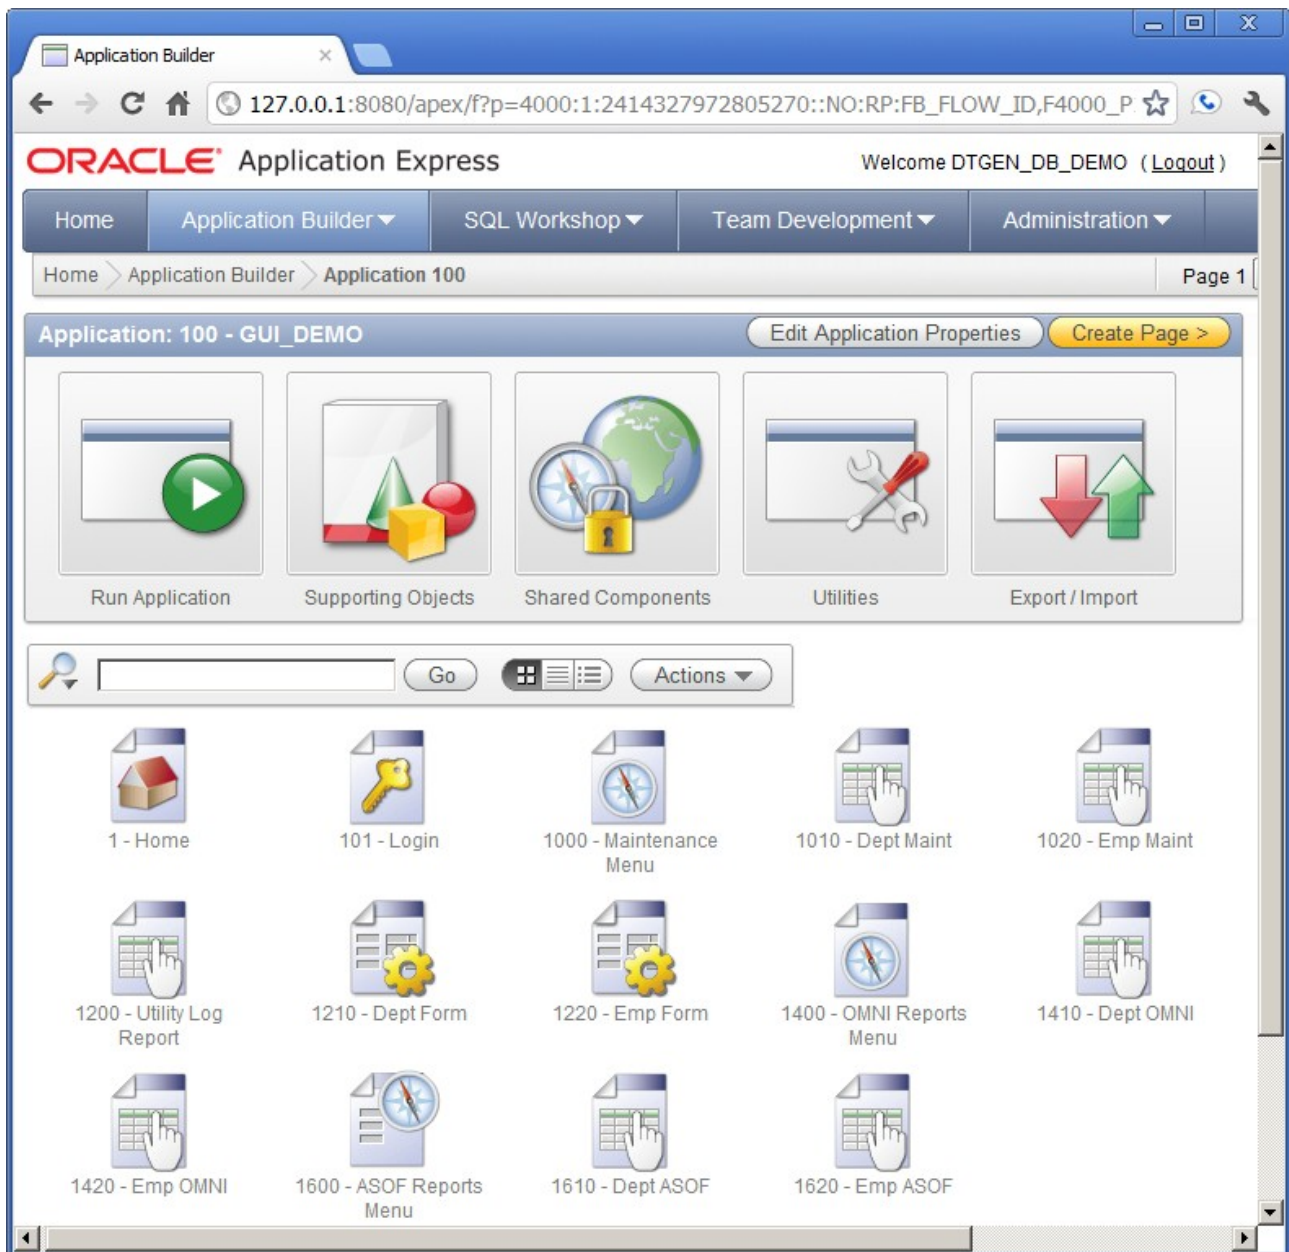 Application Builder
127.0.0.1:8080/apex/f?p=4000:1:2414327972805270::NO:RP:FB_FLOW_ID,F4000_P
ORACLE Application Express Welcome DTGEN_DB_DEMO ( Logout )
Home Application Builder SQL Workshop Team Development Administration
Home Application Builder Application 100 Page 1
Application: 100 - GUI_DEMO Edit Application Properties Create Page >
Run Application Supporting Objects Shared Components Utilities Export / Import
Go Actions
1 - Home 101 - Login 1000 - Maintenance 1010 - Dept Maint 1020 - Emp Maint
Menu
1200 - Utility Log 1210 - Dept Form 1220 - Emp Form 1400 - OMNI Reports 1410 - Dept OMNI
Report Menu
1420 - Emp OMNI 1600 - ASOF Reports 1610 - Dept ASOF 1620 - Emp ASOF
Menu